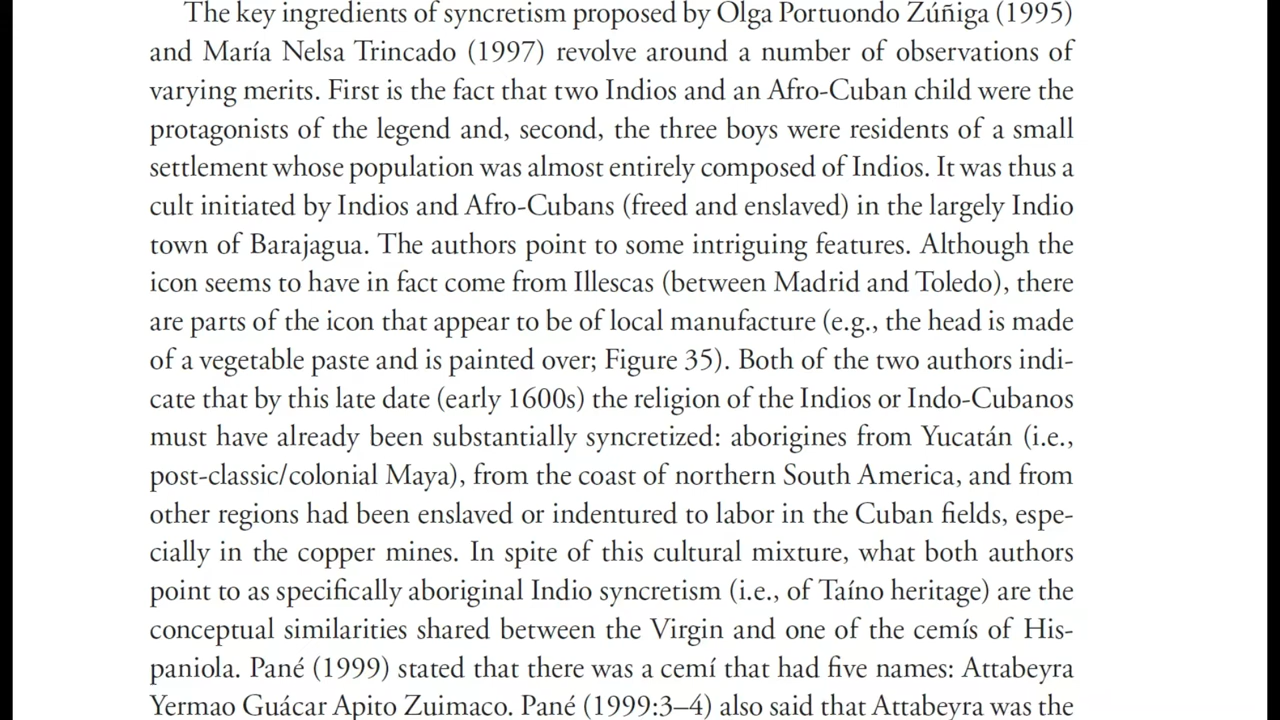 The key ingredients of syncretism proposed by Olga Portuondo Zúñiga (1995)
and María Nelsa Trincado (1997) revolve around a number of observations of
varying merits. First is the fact that two Indios and an Afro-Cuban child were the
protagonists of the legend and, second, the three boys were residents of a small
settlement whose population was almost entirely composed of Indios. It was thus a
cult initiated by Indios and Afro-Cubans (freed and enslaved) in the largely Indio
town of Barajagua. The authors point to some intriguing features. Although the
icon seems to have in fact come from Illescas (between Madrid and Toledo), there
are parts of the icon that appear to be of local manufacture (e.g., the head is made
of a vegetable paste and is painted over; Figure 35). Both of the two authors indi-
cate that by this late date (early 1600s) the religion of the Indios or Indo-Cubanos
must have already been substantially syncretized: aborigines from Yucatán (i.e.,
post-classic/colonial Maya), from the coast of northern South America, and from
other regions had been enslaved or indentured to labor in the Cuban fields, espe-
cially in the copper mines. In spite of this cultural mixture, what both authors
point to as specifically aboriginal Indio syncretism (i.e., of Taíno heritage) are the
conceptual similarities shared between the Virgin and one of the cemís of His-
paniola. Pané (1999) stated that there was a cemí that had five names: Attabeyra
Yermao Guácar Apito Zuimaco. Pané (1999:3–4) also said that Attabeyra was the